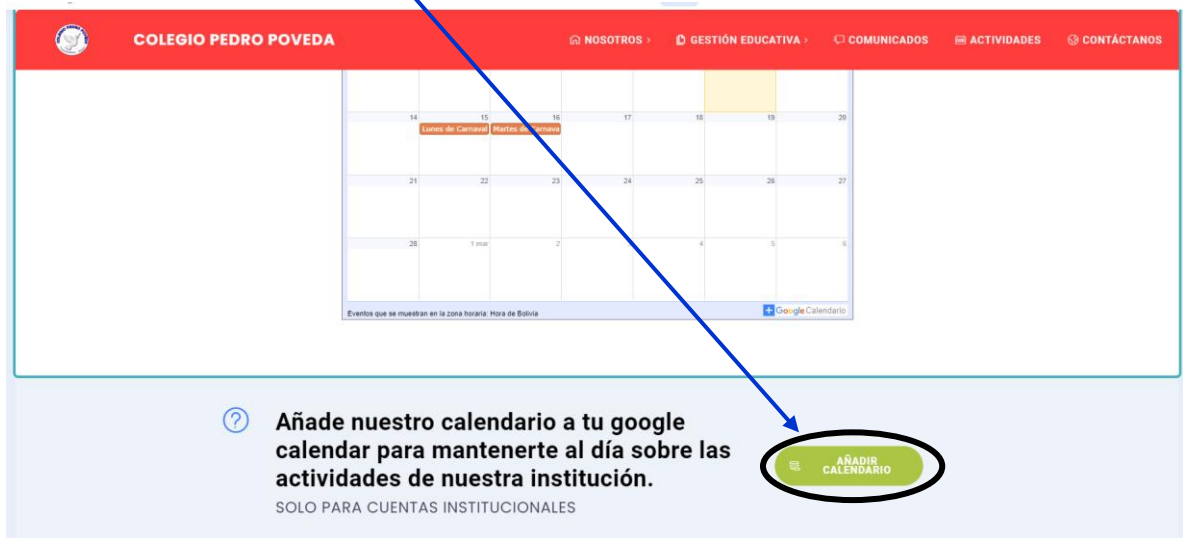 COLEGIO PEDRO POVEDA
NOSOTROS >
GESTIÓN EDUCATIVA >
COMUNICADOS
ACTIVIDADES
CONTÁCTANOS
14 15 16 17 18 19 20
Lunes de Carnaval Martes de Carnava
21 22 23 24 25 26 27
28 1 mar 2 3 4 5 6
Eventos que se muestran en la zona horaria: Hora de Bolivia
Google Calendario
Añade nuestro calendario a tu google
calendar para mantenerte al día sobre las
actividades de nuestra institución.
SOLO PARA CUENTAS INSTITUCIONALES
AÑADIR
CALENDARIO